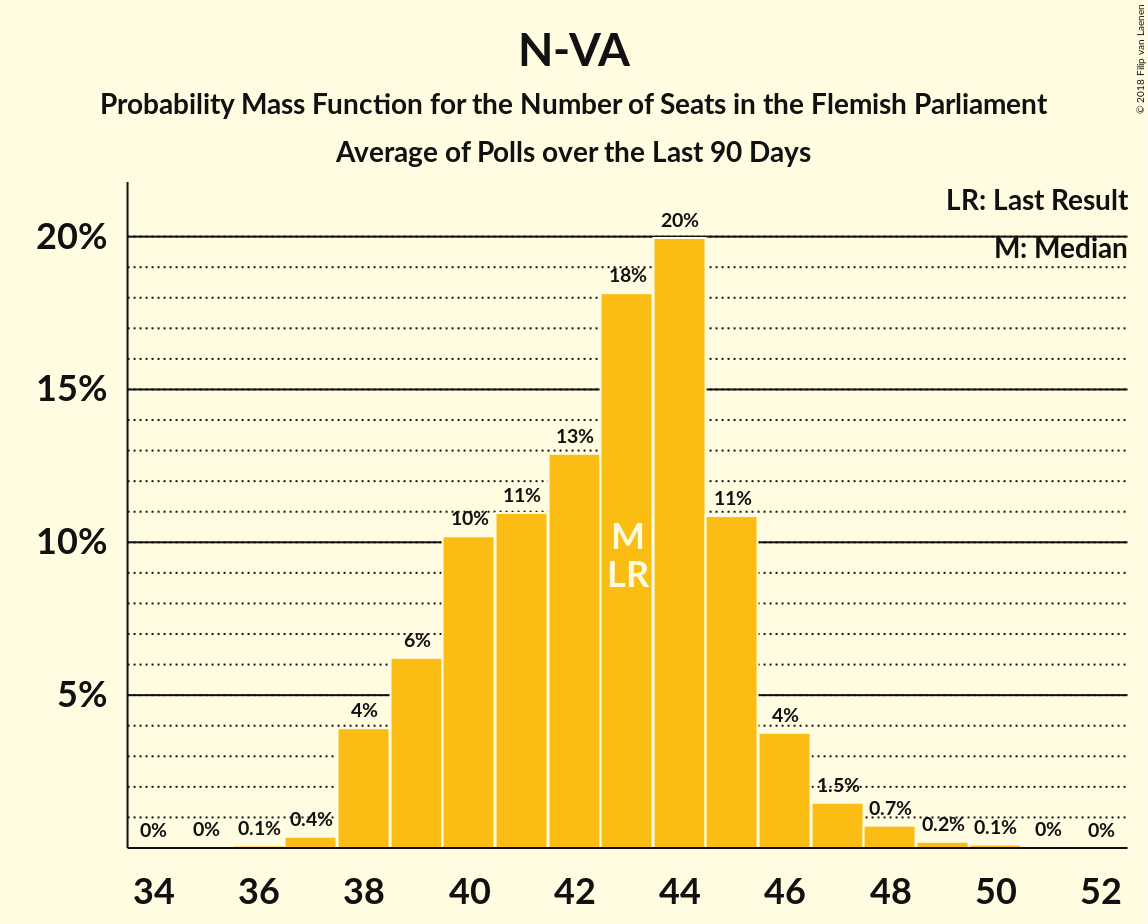 N-VA
Probability Mass Function for the Number of Seats in the Flemish Parliament
Average of Polls over the Last 90 Days
© 2018 Filip van Laenen
LR: Last Result
M: Median
20%
15%
10%
5%
0%
0%
0.1%
0.4%
4%
6%
10%
11%
13%
18%
20%
11%
4%
1.5%
0.7%
0.2%
0.1%
0%
0%
M
LR
34 36 38 40 42 44 46 48 50 52